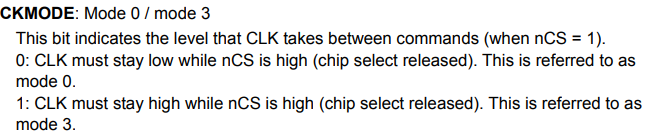 CKMODE: Mode 0 / mode 3
This bit indicates the level that CLK takes between commands (when nCS = 1).
0: CLK must stay low while nCS is high (chip select released). This is referred to as
mode 0.
1: CLK must stay high while nCS is high (chip select released). This is referred to as
mode 3.